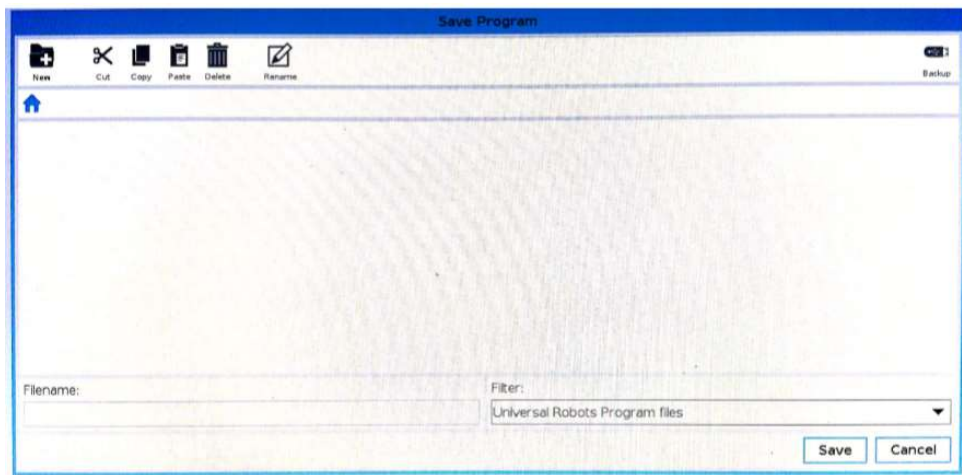 Save Program
New Cut Copy Paste Delete Rename Backup
Filename: Filter:
Universal Robots Program files
Save Cancel